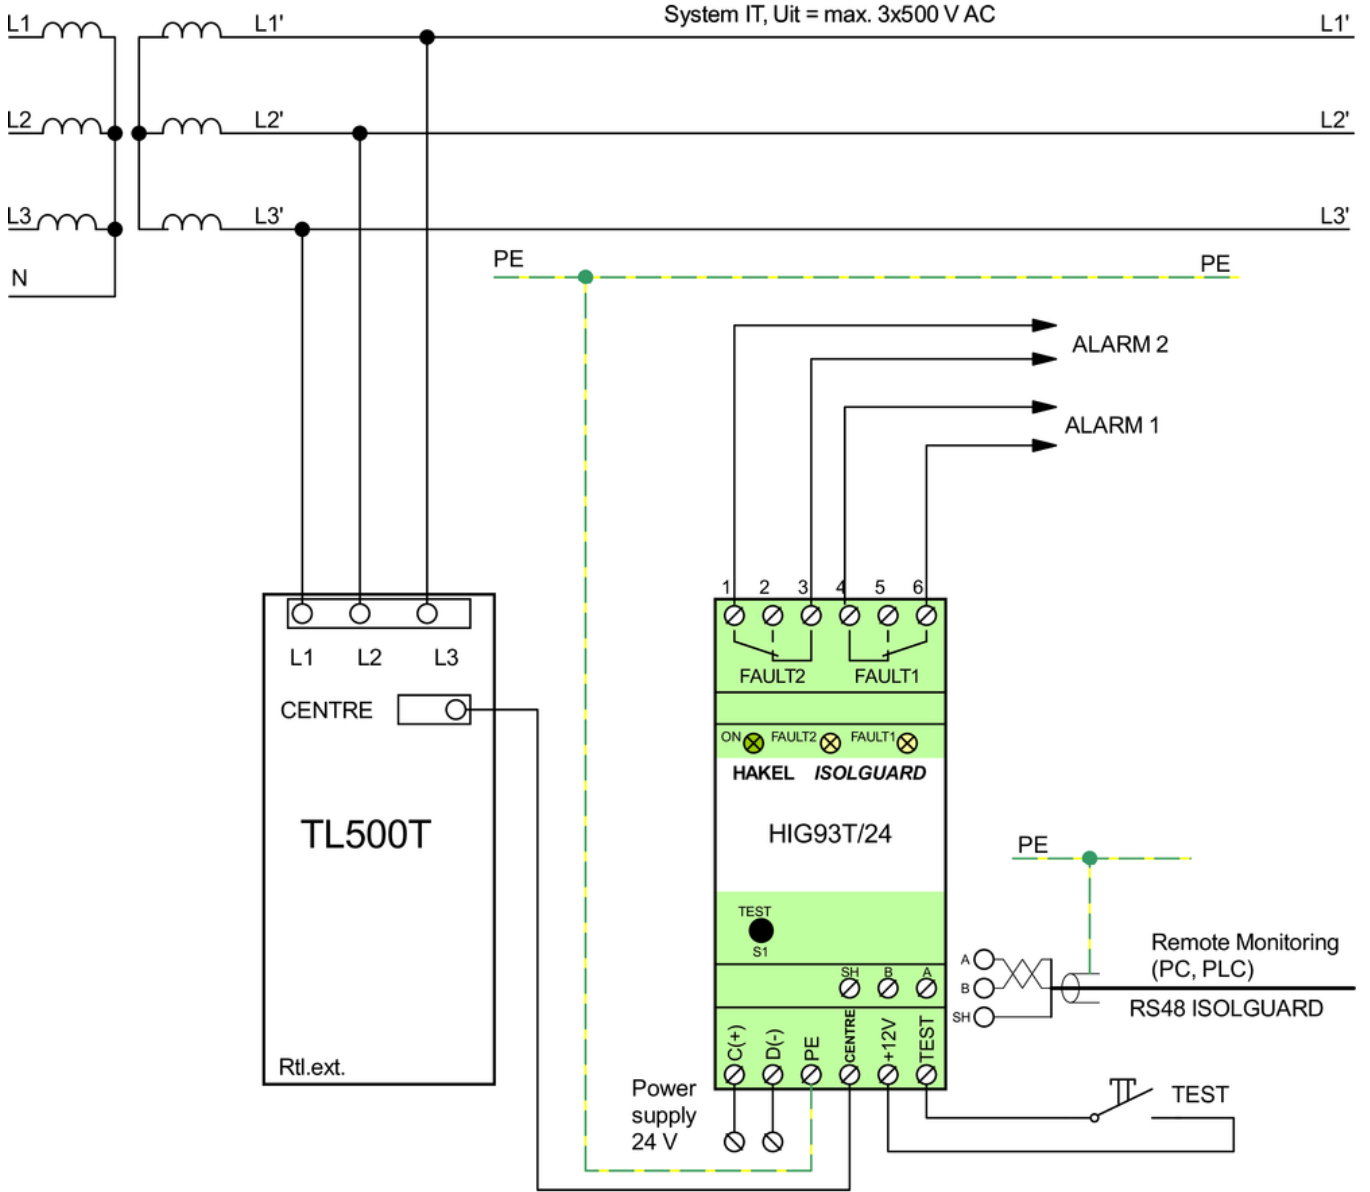 System IT, Uit = max. 3x500 V AC
L1
L1'
L1'
L2
L2'
L2'
L3
L3'
L3'
N
PE
PE
ALARM 2
ALARM 1
1 2 3 4 5 6
FAULT2 FAULT1
L1 L2 L3
CENTRE
TL500T
Rtl.ext.
ON FAULT2 FAULT1
HAKEL ISOLGUARD
HIG93T/24
TEST
S1
SH B A
C(+) D(-) PE CENTRE +12V TEST
Power
supply
24 V
PE
A
B
SH
Remote Monitoring
(PC, PLC)
RS48 ISOLGUARD
TEST